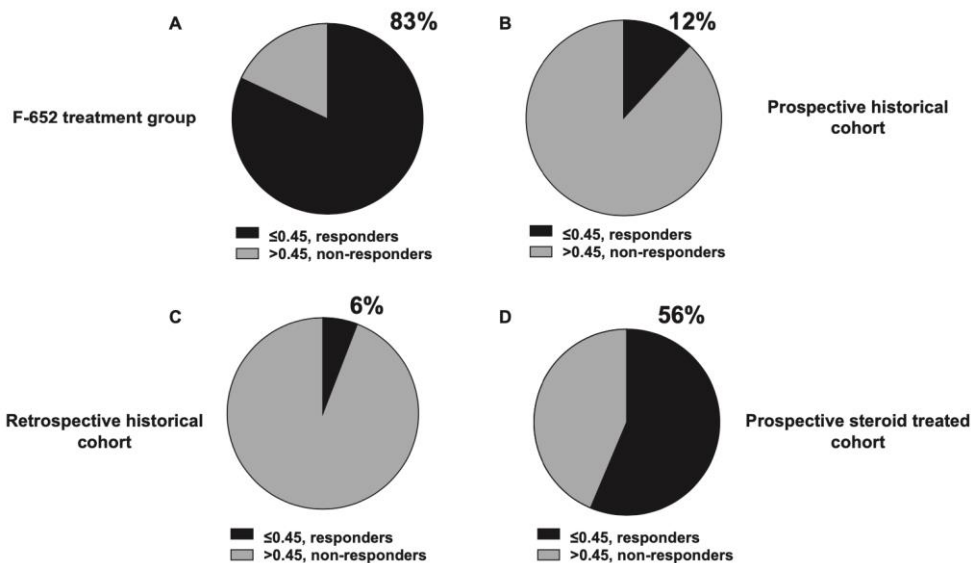 A
83%
F-652 treatment group
≤0.45, responders
>0.45, non-responders
B
12%
Prospective historical
cohort
≤0.45, responders
>0.45, non-responders
C
6%
Retrospective historical
cohort
≤0.45, responders
>0.45, non-responders
D
56%
Prospective steroid treated
cohort
≤0.45, responders
>0.45, non-responders